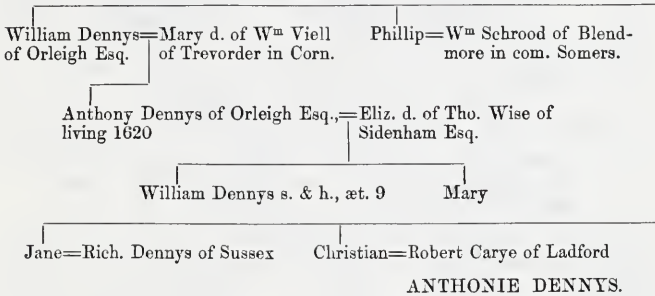 William Dennys=Mary d. of Wᵐ Viell Phillip=Wᵐ Schrood of Blend-
of Orleigh Esq. of Trevorder in Corn. more in com. Somers.
Anthony Dennys of Orleigh Esq.,=Eliz. d. of Tho. Wise of
living 1620 Sidenham Esq.
William Dennys s. & h., æt. 9 Mary
Jane=Rich. Dennys of Sussex Christian=Robert Carye of Ladford
ANTHONIE DENNYS.